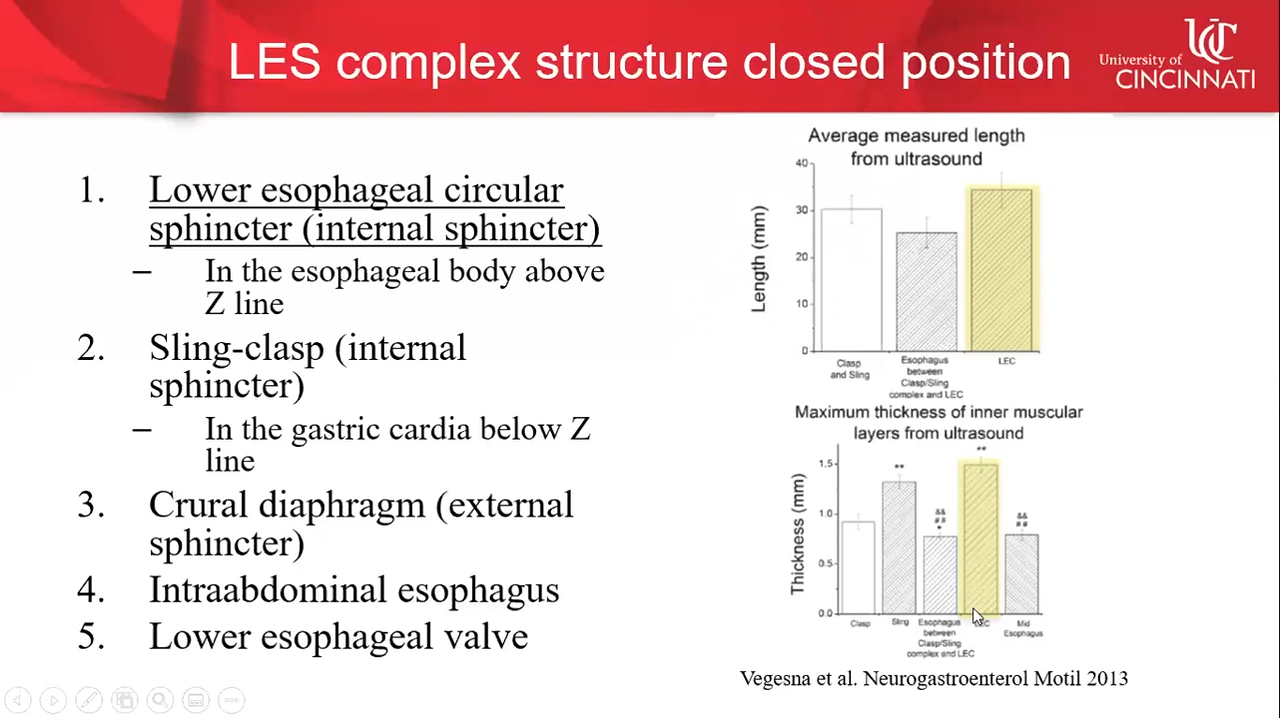 LES complex structure closed position
University of
CINCINNATI
1. Lower esophageal circular
sphincter (internal sphincter)
– In the esophageal body above
Z line
2. Sling-clasp (internal
sphincter)
– In the gastric cardia below Z
line
3. Crural diaphragm (external
sphincter)
4. Intraabdominal esophagus
5. Lower esophageal valve
Average measured length
from ultrasound
Length (mm)
40
30
20
10
0
Clasp
and Sling
Esophagus
between
Clasp/Sling
complex and LEC
LEC
Maximum thickness of inner muscular
layers from ultrasound
Thickness (mm)
1.5
1.0
0.5
0.0
**
&&
##
*
**
&&
##
Clasp
Sling
Esophagus
between
Clasp/Sling
complex and LEC
Mid
Esophagus
Vegesna et al. Neurogastroenterol Motil 2013